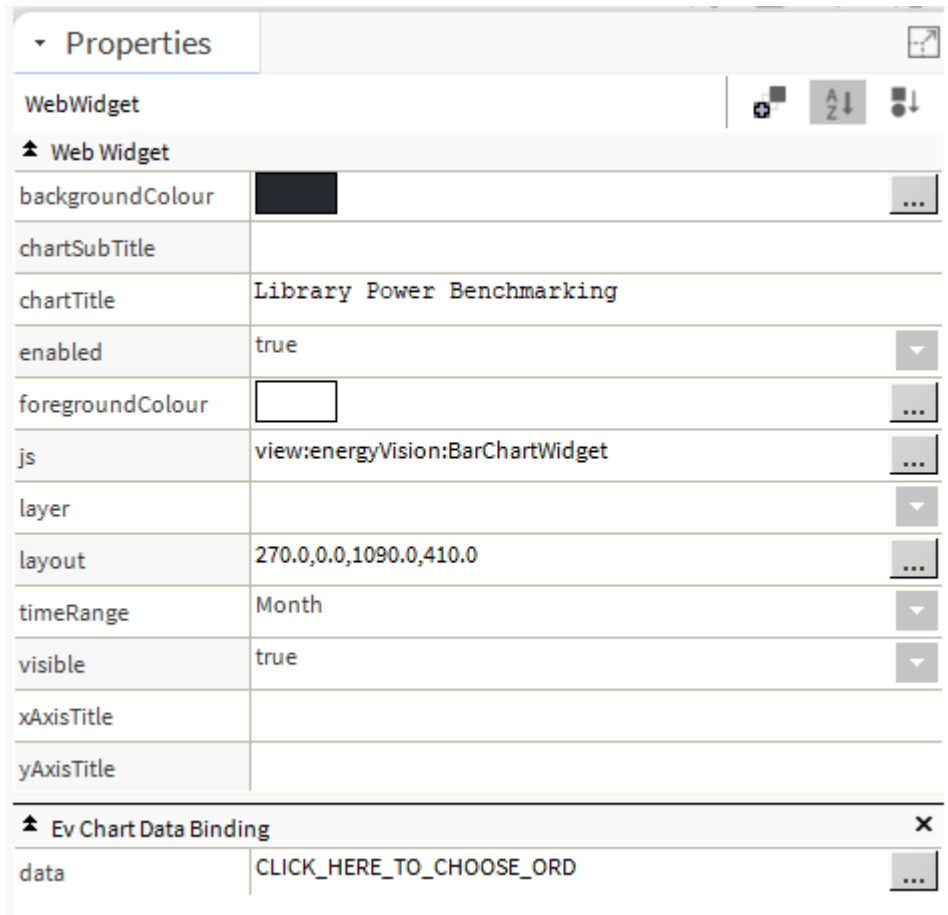 Properties
WebWidget
A
Z
Web Widget
backgroundColour ...
chartSubTitle
chartTitle Library Power Benchmarking
enabled true
foregroundColour ...
js view:energyVision:BarChartWidget ...
layer
layout 270.0,0.0,1090.0,410.0 ...
timeRange Month
visible true
xAxisTitle
yAxisTitle
Ev Chart Data Binding
data CLICK_HERE_TO_CHOOSE_ORD ...